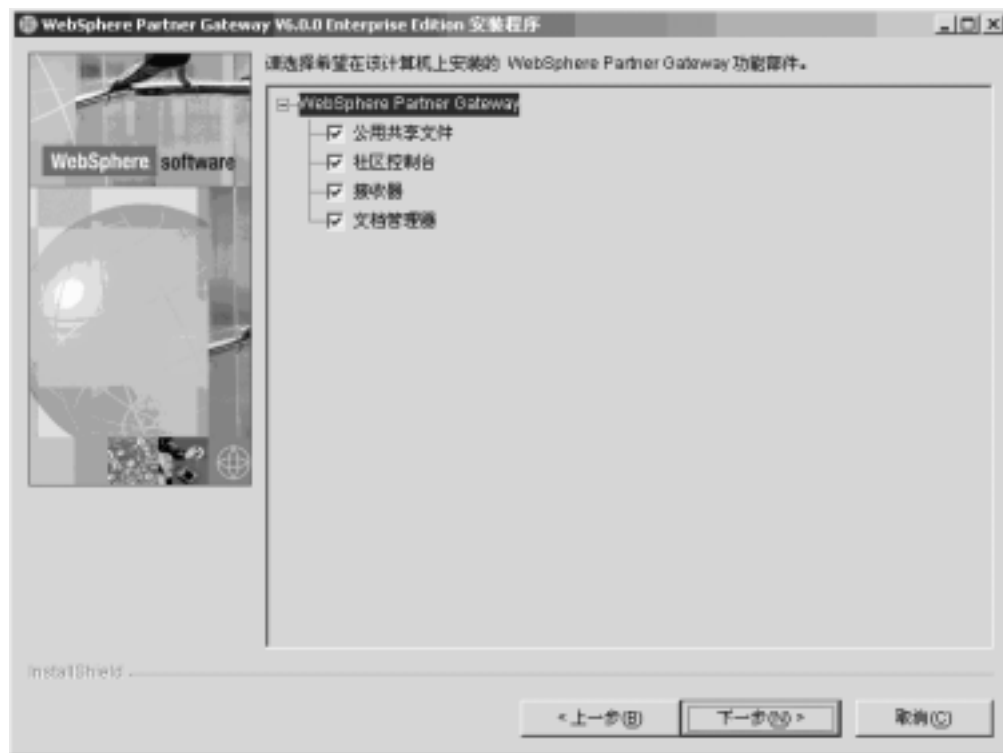 WebSphere Partner Gateway V6.0.0 Enterprise Edition 安装程序
请选择希望在该计算机上安装的 WebSphere Partner Gateway 功能部件。
WebSphere Partner Gateway
公用共享文件
社区控制台
接收器
文档管理器
WebSphere software
InstallShield
< 上一步(B)
下一步(N) >
取消(C)